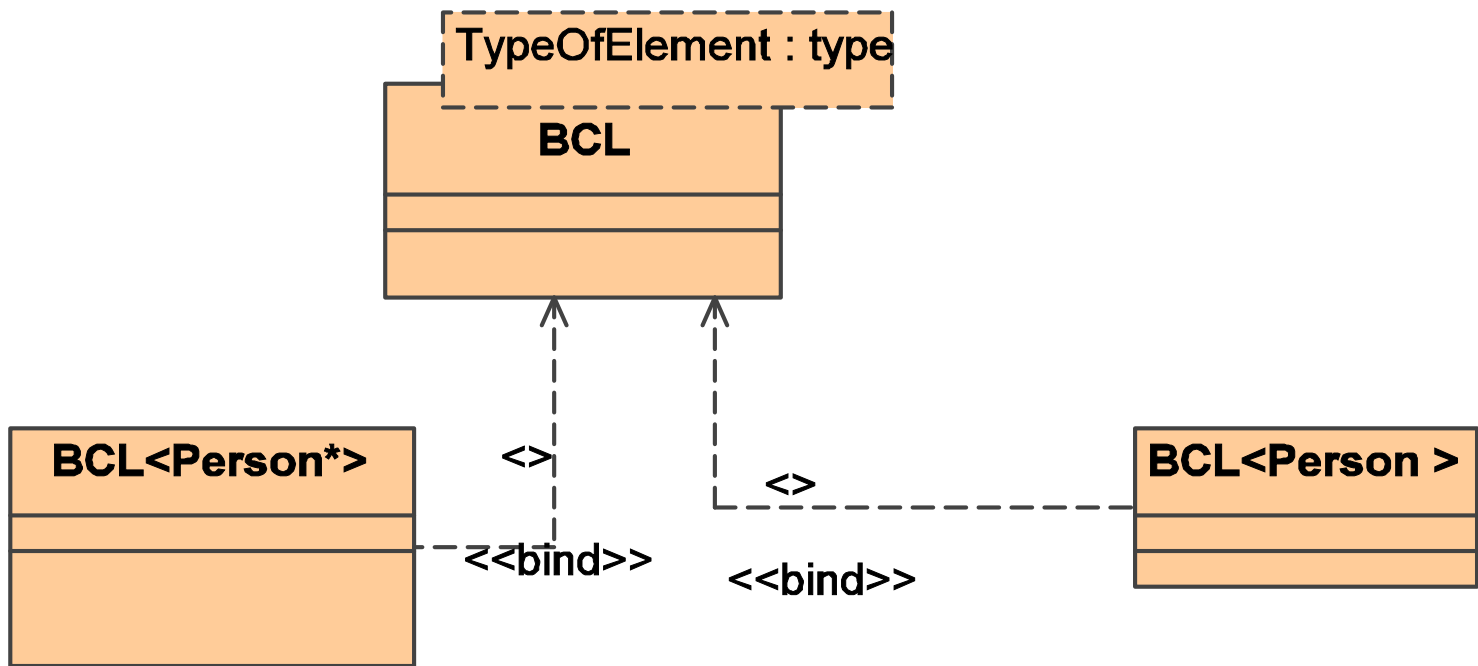 TypeOfElement : type
BCL
BCL<Person*>
<>
BCL<Person >
<>
<<bind>>
<<bind>>